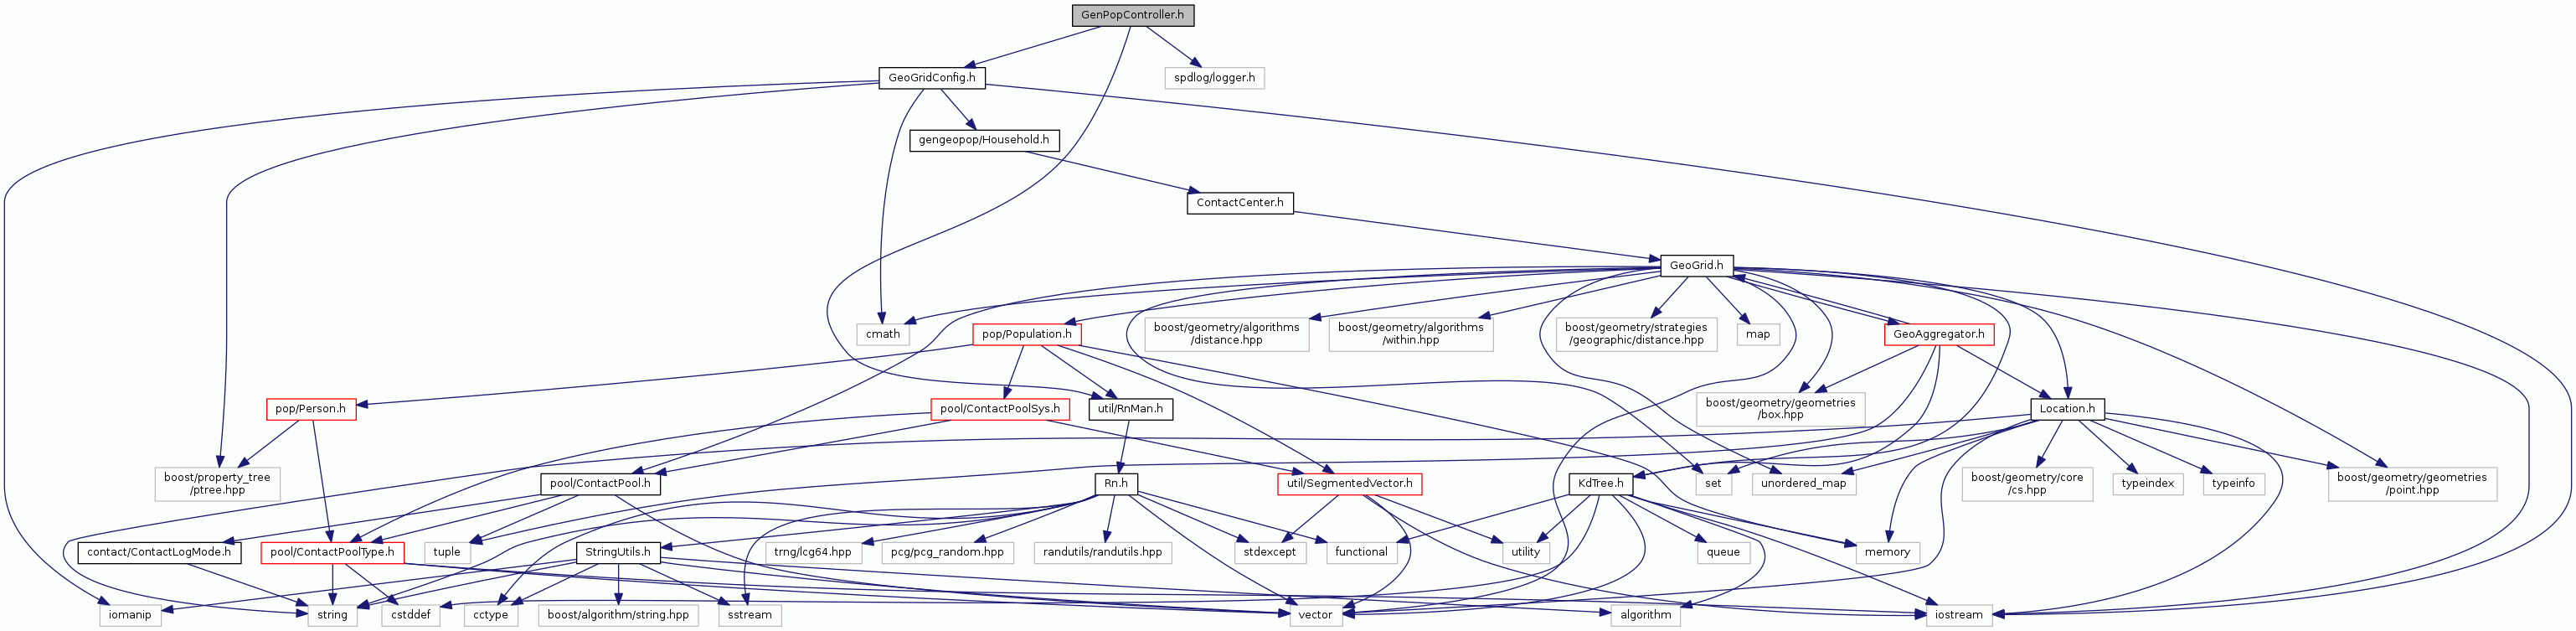 GenPopController.h
GeoGridConfig.h
spdlog/logger.h
gengeopop/Household.h
ContactCenter.h
GeoGrid.h
cmath
pop/Population.h
boost/geometry/algorithms
/distance.hpp
boost/geometry/algorithms
/within.hpp
boost/geometry/strategies
/geographic/distance.hpp
map
GeoAggregator.h
pop/Person.h
pool/ContactPoolSys.h
util/RnMan.h
boost/geometry/geometries
/box.hpp
Location.h
boost/property_tree
/ptree.hpp
pool/ContactPool.h
Rn.h
util/SegmentedVector.h
KdTree.h
set
unordered_map
boost/geometry/core
/cs.hpp
typeindex
typeinfo
boost/geometry/geometries
/point.hpp
contact/ContactLogMode.h
pool/ContactPoolType.h
tuple
StringUtils.h
trng/lcg64.hpp
pcg/pcg_random.hpp
randutils/randutils.hpp
stdexcept
functional
utility
queue
memory
iomanip
string
cstddef
cctype
boost/algorithm/string.hpp
sstream
vector
algorithm
iostream